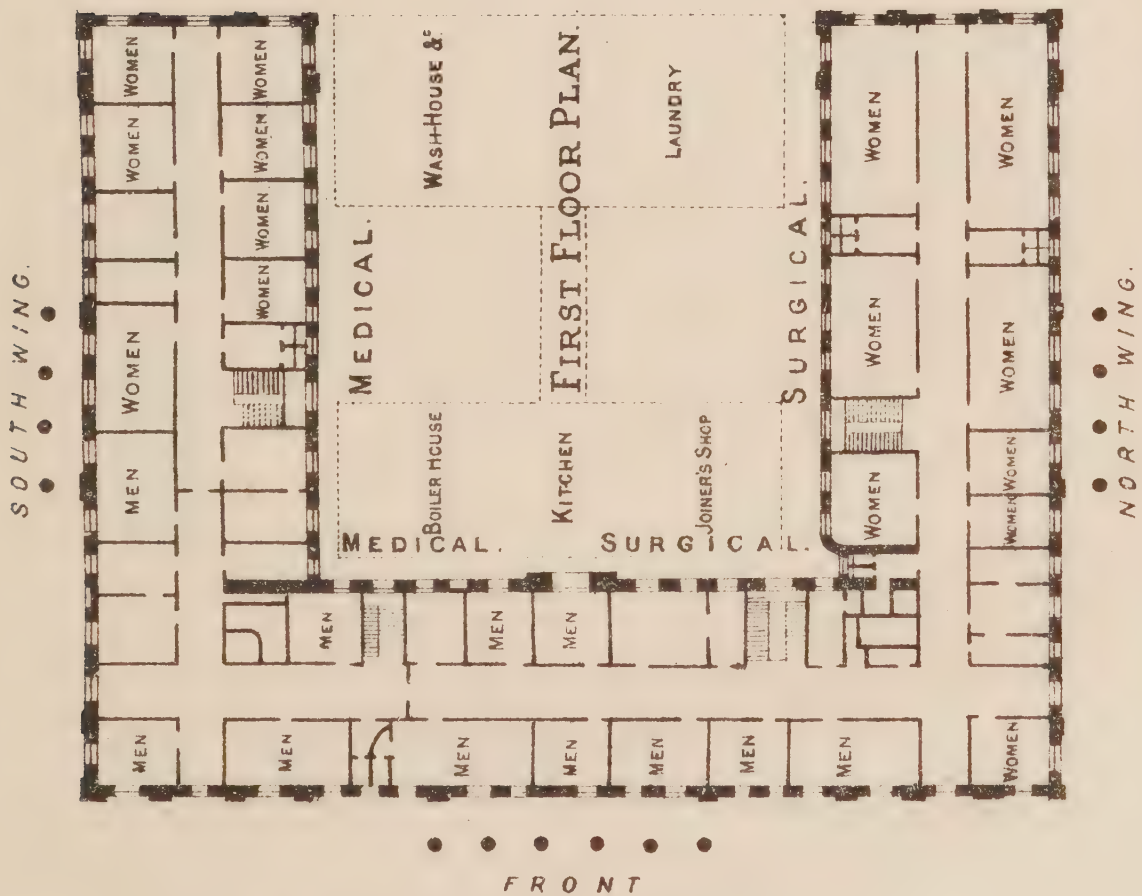 FIRST FLOOR PLAN.
WASH-HOUSE &c
LAUNDRY
MEDICAL.
SURGICAL.
BOILER HOUSE
KITCHEN
JOINER'S SHOP
MEDICAL.
SURGICAL.
SOUTH WING.
WOMEN
WOMEN
WOMEN
MEN
WOMEN
WOMEN
WOMEN
WOMEN
NORTH WING.
WOMEN
WOMEN
WOMEN
WOMEN
WOMEN
WOMEN
WOMEN
WOMEN
MEN
MEN
MEN
MEN
MEN
MEN
MEN
MEN
MEN
MEN
WOMEN
FRONT